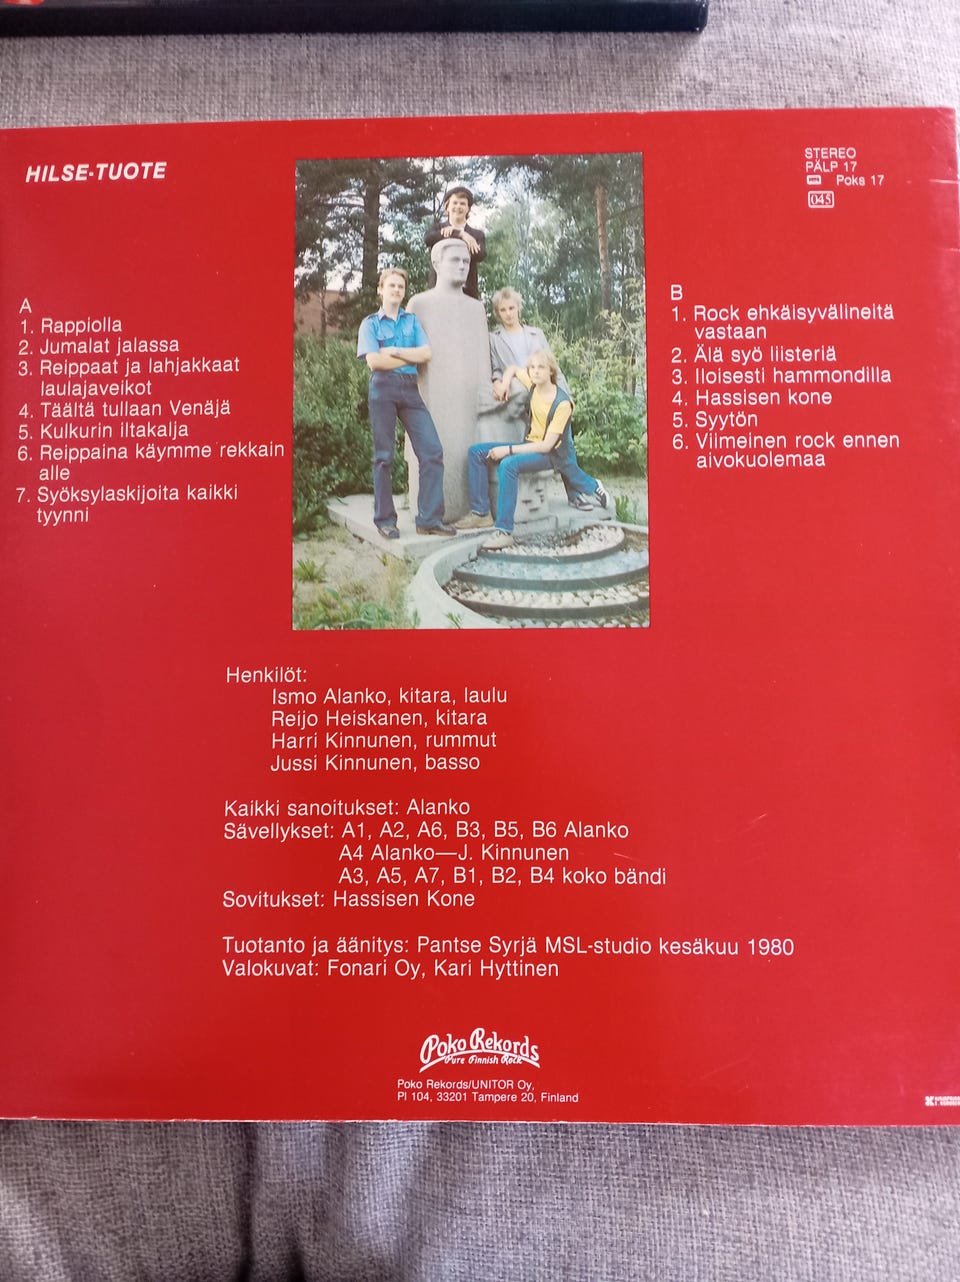 HILSE-TUOTE
STEREO
PÄLP 17
Poks 17
045
A
1. Rappiolla
2. Jumalat jalassa
3. Reippaat ja lahjakkaat
laulajaveikot
4. Täältä tullaan Venäjä
5. Kulkurin iltakalja
6. Reippaina käymme rekkain
alle
7. Syöksylaskijoita kaikki
tyynni
B
1. Rock ehkäisyvälineitä
vastaan
2. Älä syö liisteriä
3. Iloisesti hammondilla
4. Hassisen kone
5. Syytön
6. Viimeinen rock ennen
aivokuolemaa
Henkilöt:
Ismo Alanko, kitara, laulu
Reijo Heiskanen, kitara
Harri Kinnunen, rummut
Jussi Kinnunen, basso
Kaikki sanoitukset: Alanko
Sävellykset: A1, A2, A6, B3, B5, B6 Alanko
A4 Alanko—J. Kinnunen
A3, A5, A7, B1, B2, B4 koko bändi
Sovitukset: Hassisen Kone
Tuotanto ja äänitys: Pantse Syrjä MSL-studio kesäkuu 1980
Valokuvat: Fonari Oy, Kari Hyttinen
Poko Rekords
Pure Finnish Rock
Poko Rekords/UNITOR Oy,
Pl 104, 33201 Tampere 20, Finland